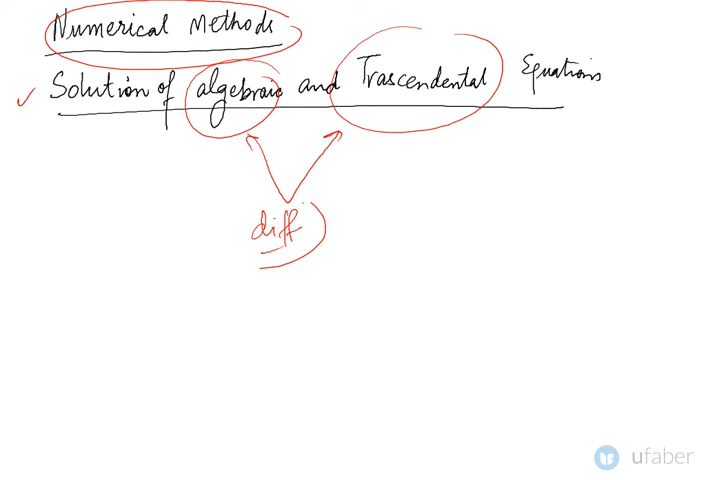 Numerical Methods
Solution of algebraic and Trascendental Equations
diff
ufaber